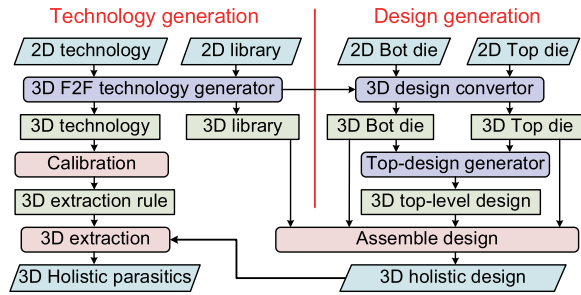 Technology generation
Design generation
2D technology
2D library
2D Bot die
2D Top die
3D F2F technology generator
3D design convertor
3D technology
3D library
3D Bot die
3D Top die
Calibration
Top-design generator
3D extraction rule
3D top-level design
3D extraction
Assemble design
3D Holistic parasitics
3D holistic design